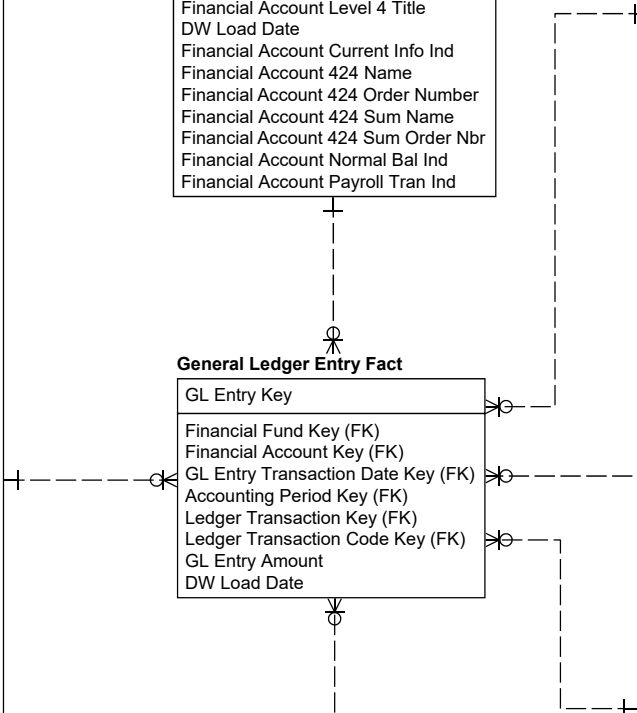 Financial Account Level 4 Title
DW Load Date
Financial Account Current Info Ind
Financial Account 424 Name
Financial Account 424 Order Number
Financial Account 424 Sum Name
Financial Account 424 Sum Order Nbr
Financial Account Normal Bal Ind
Financial Account Payroll Tran Ind
General Ledger Entry Fact
GL Entry Key
Financial Fund Key (FK)
Financial Account Key (FK)
GL Entry Transaction Date Key (FK)
Accounting Period Key (FK)
Ledger Transaction Key (FK)
Ledger Transaction Code Key (FK)
GL Entry Amount
DW Load Date